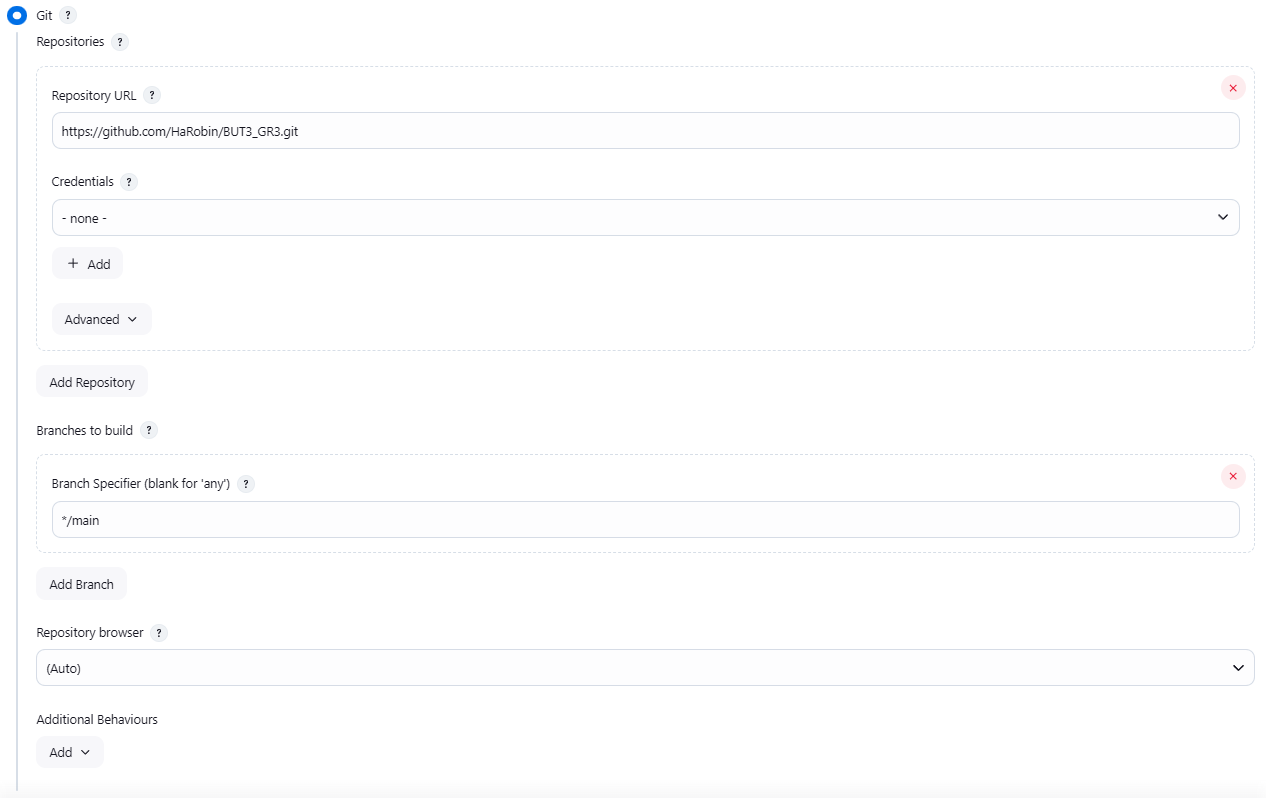 Git ?
Repositories ?
Repository URL ?
https://github.com/HaRobin/BUT3_GR3.git
Credentials ?
- none -
+ Add
Advanced
Add Repository
Branches to build ?
Branch Specifier (blank for 'any') ?
*/main
Add Branch
Repository browser ?
(Auto)
Additional Behaviours
Add